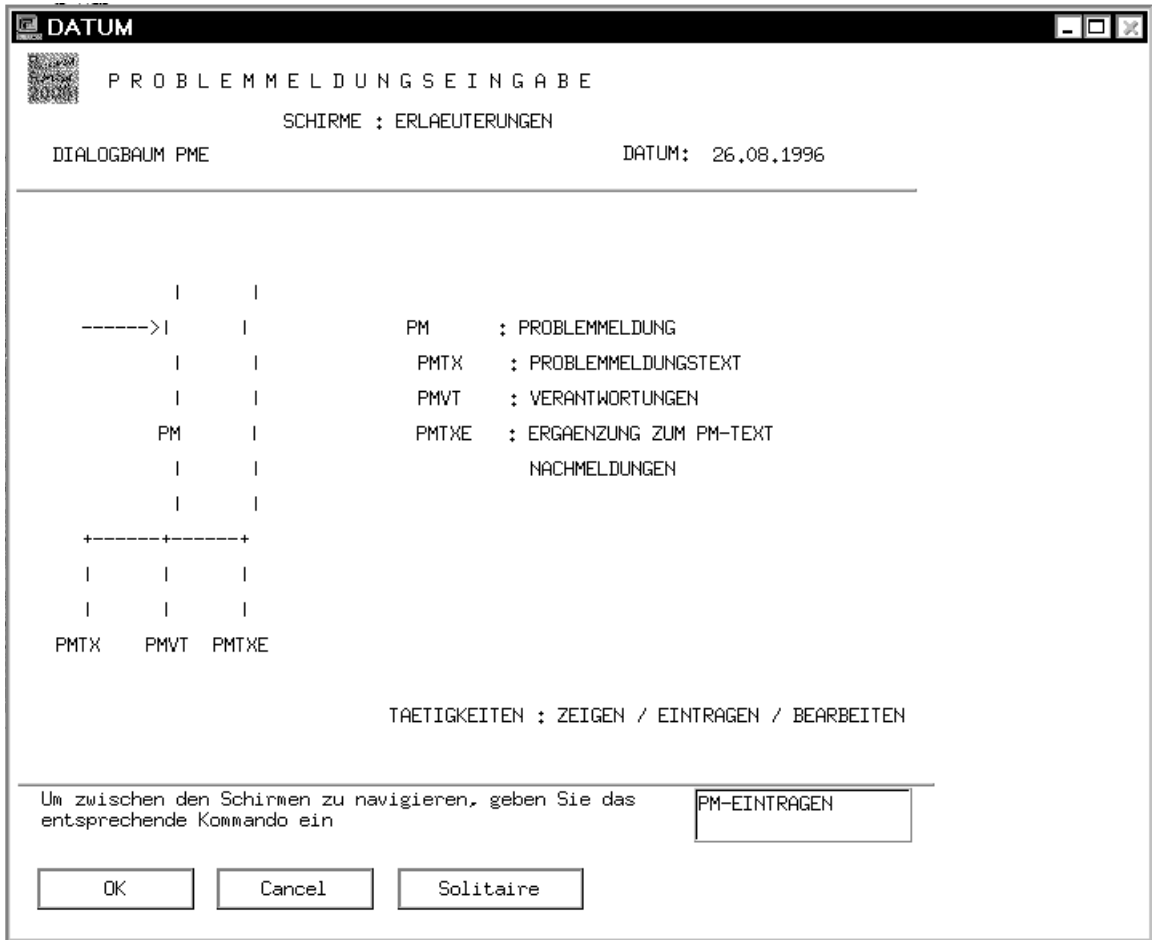 DATUM
P R O B L E M M E L D U N G S E I N G A B E
SCHIRME : ERLAEUTERUNGEN
DIALOGBAUM PME DATUM: 26.08.1996
| |
------>| | PM : PROBLEMMELDUNG
| | PMTX : PROBLEMMELDUNGSTEXT
| | PMVT : VERANTWORTUNGEN
PM | PMTXE : ERGAENZUNG ZUM PM-TEXT
| | NACHMELDUNGEN
| |
+------+------+
| | |
| | |
PMTX PMVT PMTXE
TAETIGKEITEN : ZEIGEN / EINTRAGEN / BEARBEITEN
Um zwischen den Schirmen zu navigieren, geben Sie das
entsprechende Kommando ein
PM-EINTRAGEN
OK Cancel Solitaire